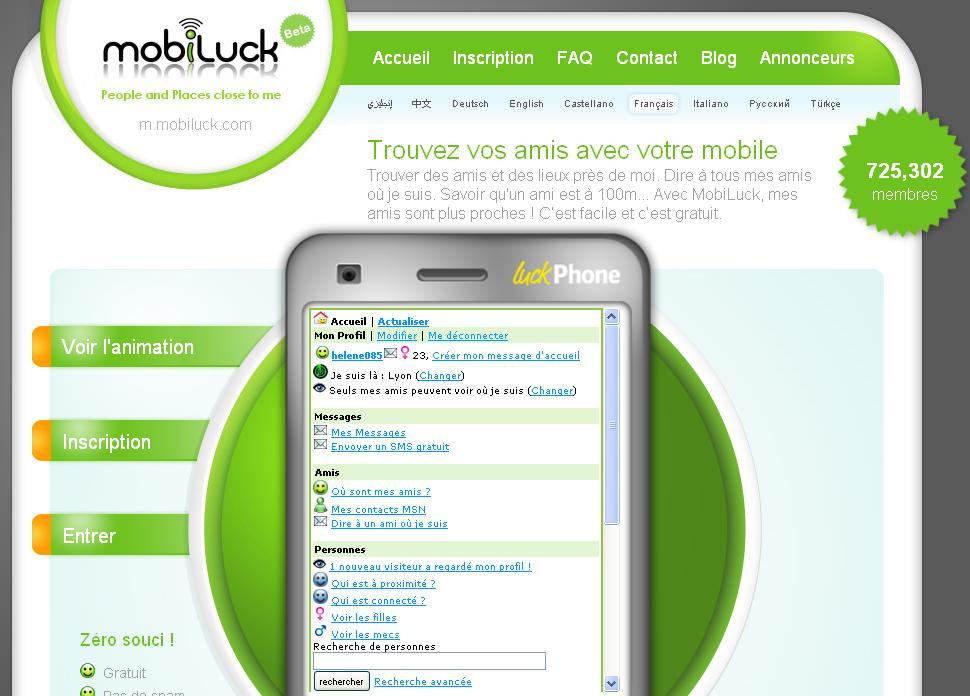 mobiLuck
Beta
People and Places close to me
m.mobiluck.com
Accueil Inscription FAQ Contact Blog Annonceurs
إنجليزي 中文 Deutsch English Castellano Français Italiano Русский Türkçe
Trouvez vos amis avec votre mobile
Trouver des amis et des lieux près de moi. Dire à tous mes amis
où je suis. Savoir qu'un ami est à 100m... Avec MobiLuck, mes
amis sont plus proches ! C'est facile et c'est gratuit.
725,302
membres
luckPhone
Voir l'animation
Inscription
Entrer
Zéro souci !
Gratuit
Pas de spam
Accueil | Actualiser
Mon Profil | Modifier | Me déconnecter
helene085 23, Créer mon message d'accueil
Je suis là : Lyon (Changer)
Seuls mes amis peuvent voir où je suis (Changer)
Messages
Mes Messages
Envoyer un SMS gratuit
Amis
Où sont mes amis ?
Mes contacts MSN
Dire à un ami où je suis
Personnes
1 nouveau visiteur a regardé mon profil !
Qui est à proximité ?
Qui est connecté ?
Voir les filles
Voir les mecs
Recherche de personnes
rechercher Recherche avancée